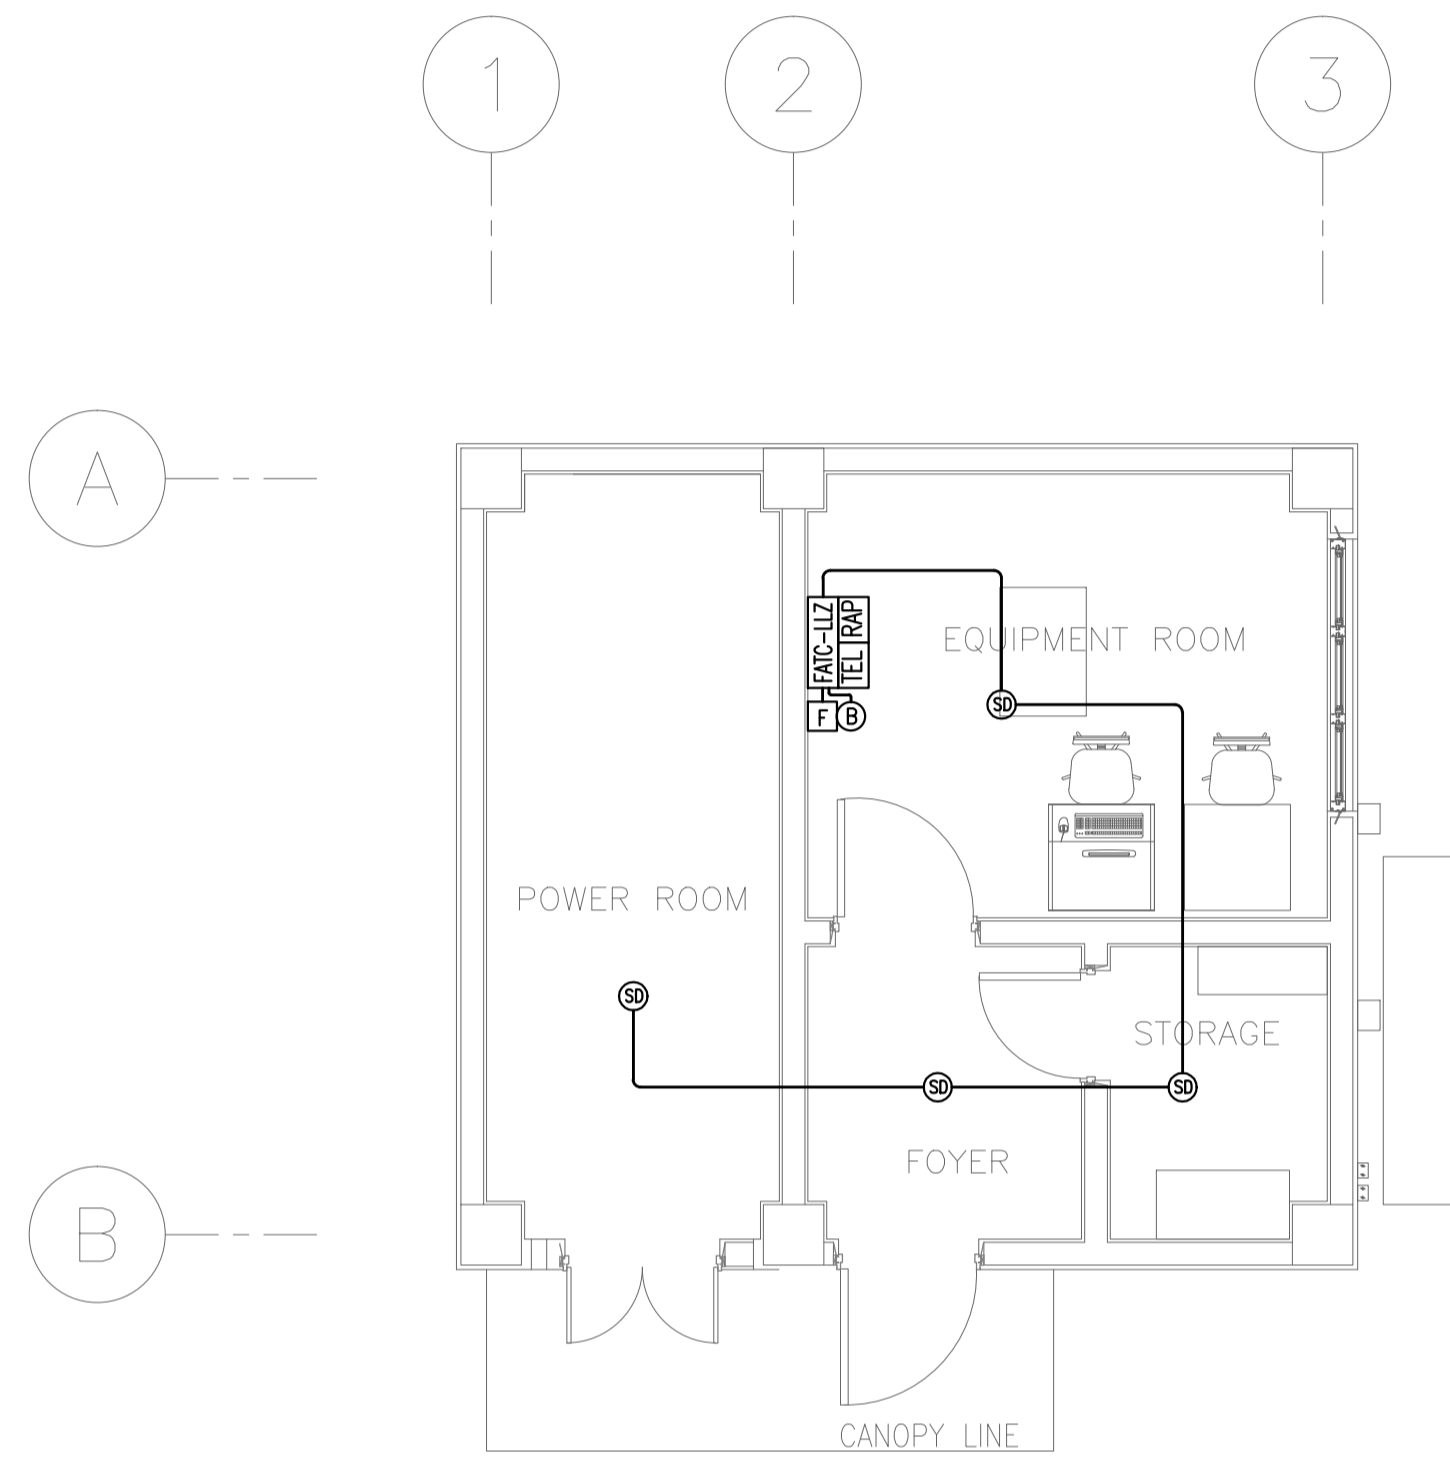 1
2
3
A
FATC-LLZ
RAP
TEL
EQUIPMENT ROOM
SD
F
B
POWER ROOM
SD
STORAGE
SD
SD
FOYER
B
CANOPY LINE